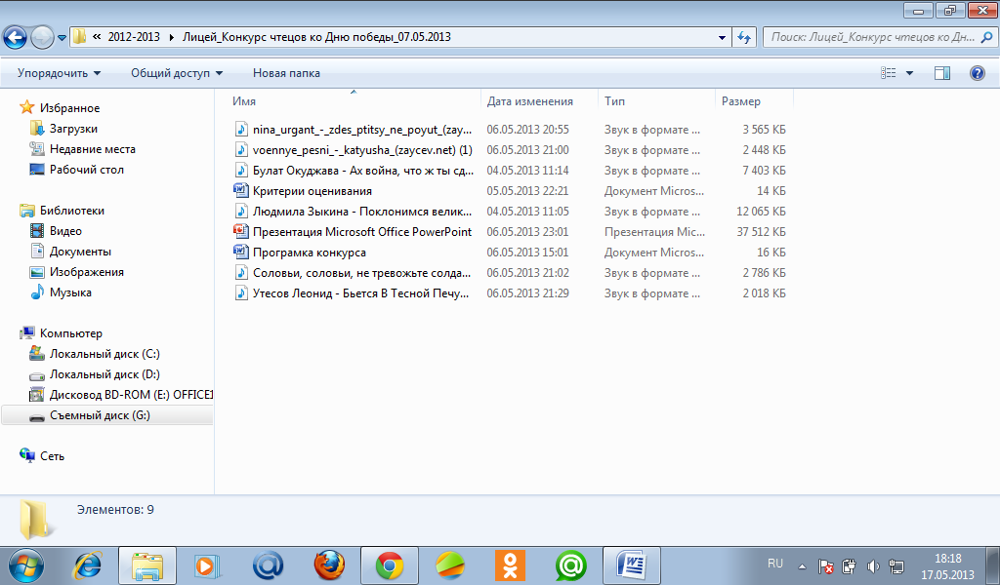 « 2012-2013 ▸ Лицей_Конкурс чтецов ко Дню победы_07.05.2013
Поиск: Лицей_Конкурс чтецов ко Дн...
Упорядочить Общий доступ Новая папка
Избранное
Загрузки
Недавние места
Рабочий стол
Библиотеки
Видео
Документы
Изображения
Музыка
Компьютер
Локальный диск (C:)
Локальный диск (D:)
Дисковод BD-ROM (E:) OFFICE1
Съемный диск (G:)
Сеть
Имя Дата изменения Тип Размер
nina_urgant_-_zdes_ptitsy_ne_poyut_(zay... 06.05.2013 20:55 Звук в формате ... 3 565 КБ
voennye_pesni_-_katyusha_(zaycev.net) (1) 06.05.2013 21:00 Звук в формате ... 2 448 КБ
Булат Окуджава - Ах война, что ж ты сд... 04.05.2013 11:14 Звук в формате ... 7 403 КБ
Критерии оценивания 05.05.2013 22:21 Документ Micros... 14 КБ
Людмила Зыкина - Поклонимся велик... 04.05.2013 11:05 Звук в формате ... 12 065 КБ
Презентация Microsoft Office PowerPoint 06.05.2013 23:01 Презентация Mic... 37 512 КБ
Програмка конкурса 06.05.2013 15:01 Документ Micros... 16 КБ
Соловьи, соловьи, не тревожьте солда... 06.05.2013 21:02 Звук в формате ... 2 786 КБ
Утесов Леонид - Бьется В Тесной Печу... 06.05.2013 21:29 Звук в формате ... 2 018 КБ
Элементов: 9
RU
18:18
17.05.2013